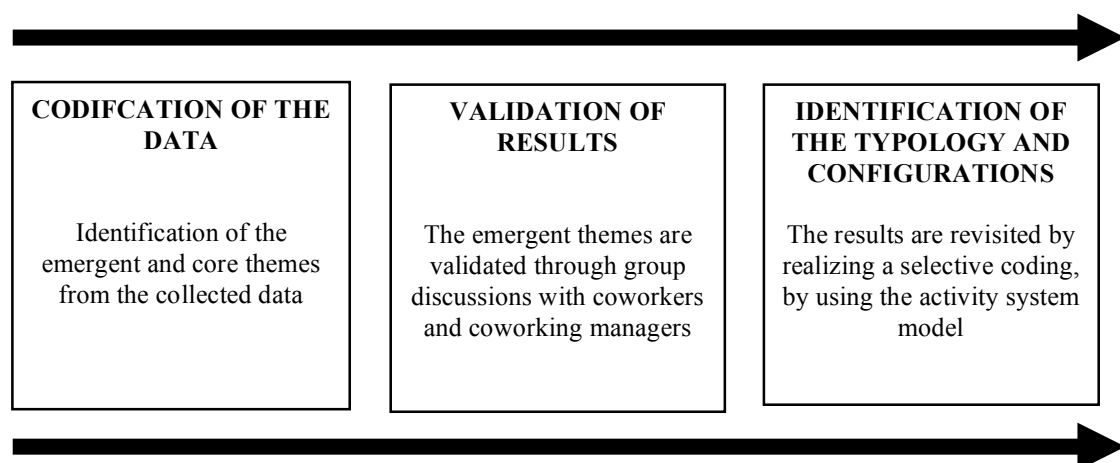 CODIFCATION OF THE
DATA
Identification of the
emergent and core themes
from the collected data
VALIDATION OF
RESULTS
The emergent themes are
validated through group
discussions with coworkers
and coworking managers
IDENTIFICATION OF
THE TYPOLOGY AND
CONFIGURATIONS
The results are revisited by
realizing a selective coding,
by using the activity system
model